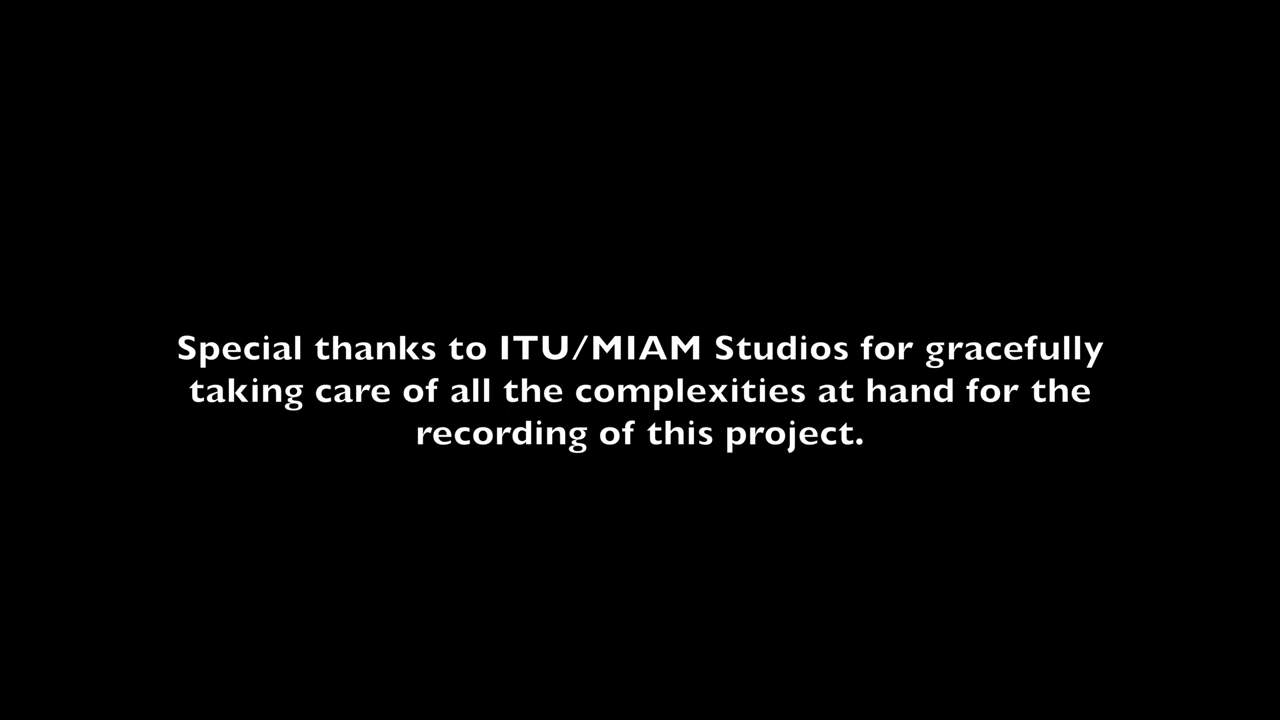 Special thanks to ITU/MIAM Studios for gracefully
taking care of all the complexities at hand for the
recording of this project.